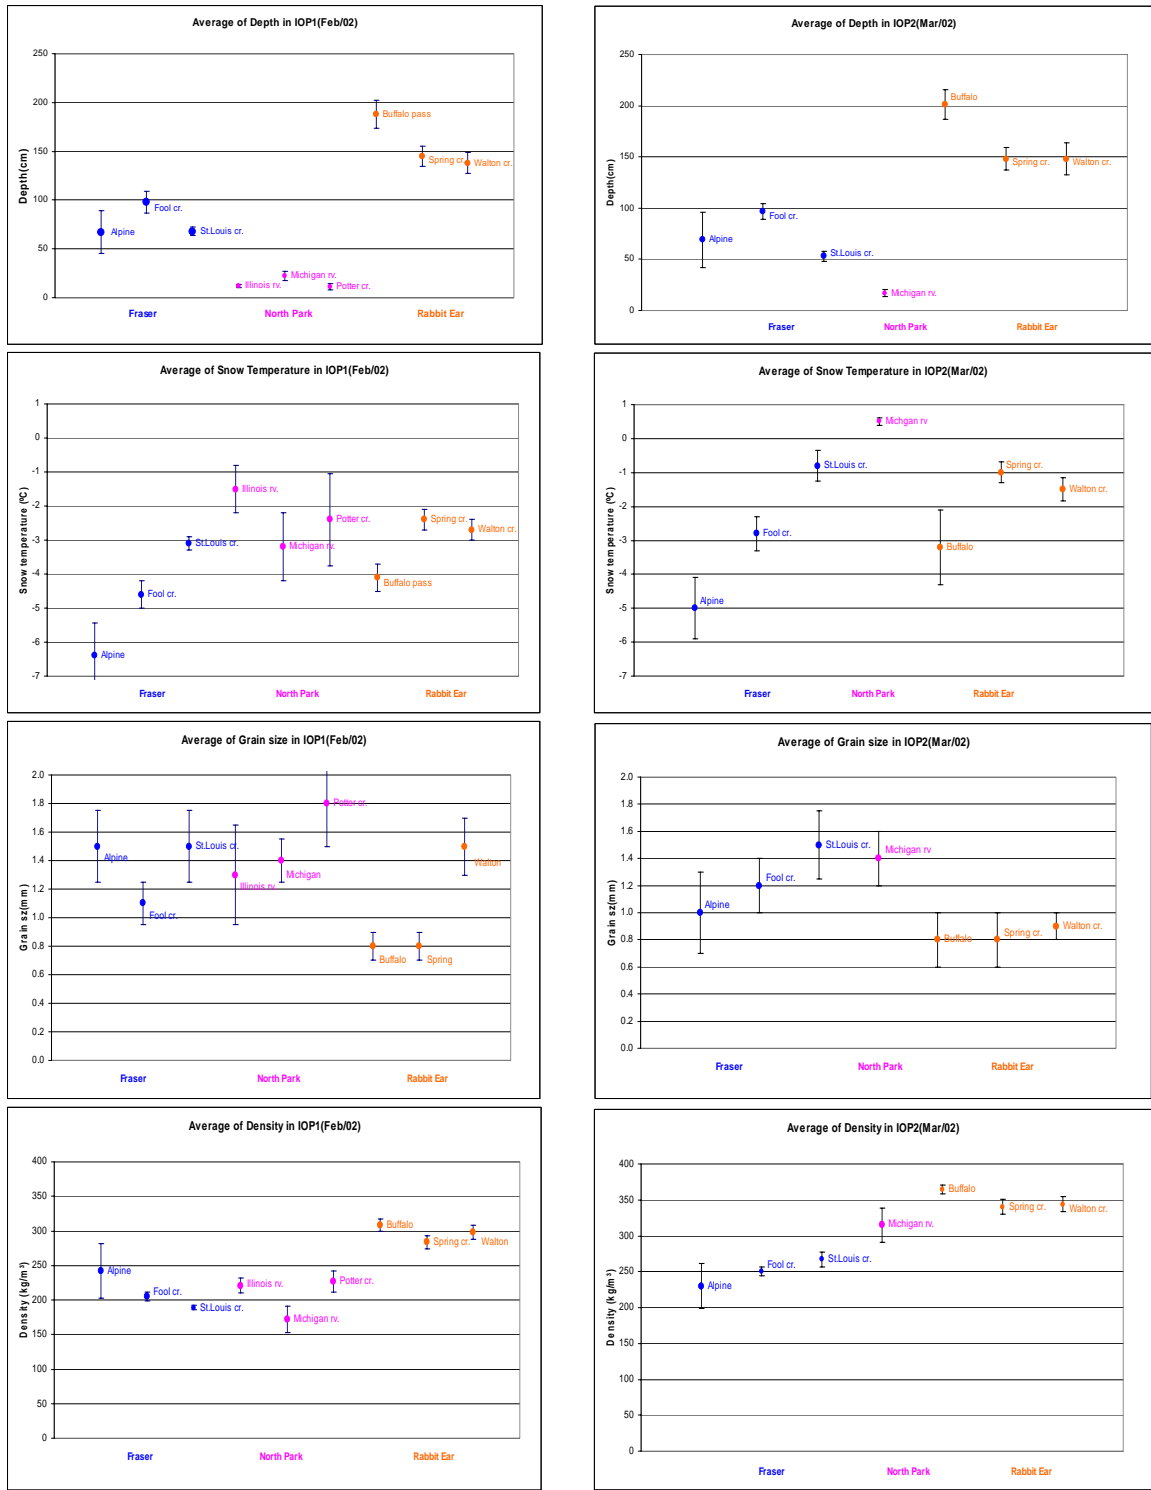 Average of Depth in IOP1(Feb/02)
Depth(cm)
250
200
150
100
50
0
Buffalo pass
Spring cr.
Walton cr.
Fool cr.
Alpine
St.Louis cr.
Michigan rv.
Illinois rv.
Potter cr.
Fraser
North Park
Rabbit Ear
Average of Depth in IOP2(Mar/02)
Depth(cm)
250
200
150
100
50
0
Buffalo
Spring cr.
Walton cr.
Fool cr.
Alpine
St.Louis cr.
Michigan rv.
Fraser
North Park
Rabbit Ear
Average of Snow Temperature in IOP1(Feb/02)
Snow temperature (ºC)
1
0
-1
-2
-3
-4
-5
-6
-7
Illinois rv.
Potter cr.
Spring cr.
Walton cr.
St.Louis cr.
Michigan rv.
Buffalo pass
Fool cr.
Alpine
Fraser
North Park
Rabbit Ear
Average of Snow Temperature in IOP2(Mar/02)
Snow temperature (ºC)
1
0
-1
-2
-3
-4
-5
-6
-7
Michgan rv
St.Louis cr.
Spring cr.
Walton cr.
Fool cr.
Buffalo
Alpine
Fraser
North Park
Rabbit Ear
Average of Grain size in IOP1(Feb/02)
Grain sz(mm)
2.0
1.8
1.6
1.4
1.2
1.0
0.8
0.6
0.4
0.2
0.0
Potter cr.
Alpine
St.Louis cr.
Walton
Michigan
Illinois rv.
Fool cr.
Buffalo
Spring
Fraser
North Park
Rabbit Ear
Average of Grain size in IOP2(Mar/02)
Grain sz(mm)
2.0
1.8
1.6
1.4
1.2
1.0
0.8
0.6
0.4
0.2
0.0
St.Louis cr.
Michigan rv
Fool cr.
Alpine
Buffalo
Spring cr.
Walton cr.
Fraser
North Park
Rabbit Ear
Average of Density in IOP1(Feb/02)
Density (kg/m³)
400
350
300
250
200
150
100
50
0
Buffalo
Spring cr.
Walton
Alpine
Fool cr.
Illinois rv.
Potter cr.
St.Louis cr.
Michigan rv.
Fraser
North Park
Rabbit Ear
Average of Density in IOP2(Mar/02)
Density (kg/m³)
400
350
300
250
200
150
100
50
0
Buffalo
Spring cr.
Walton cr.
Michigan rv.
Fool cr.
St.Louis cr.
Alpine
Fraser
North Park
Rabbit Ear